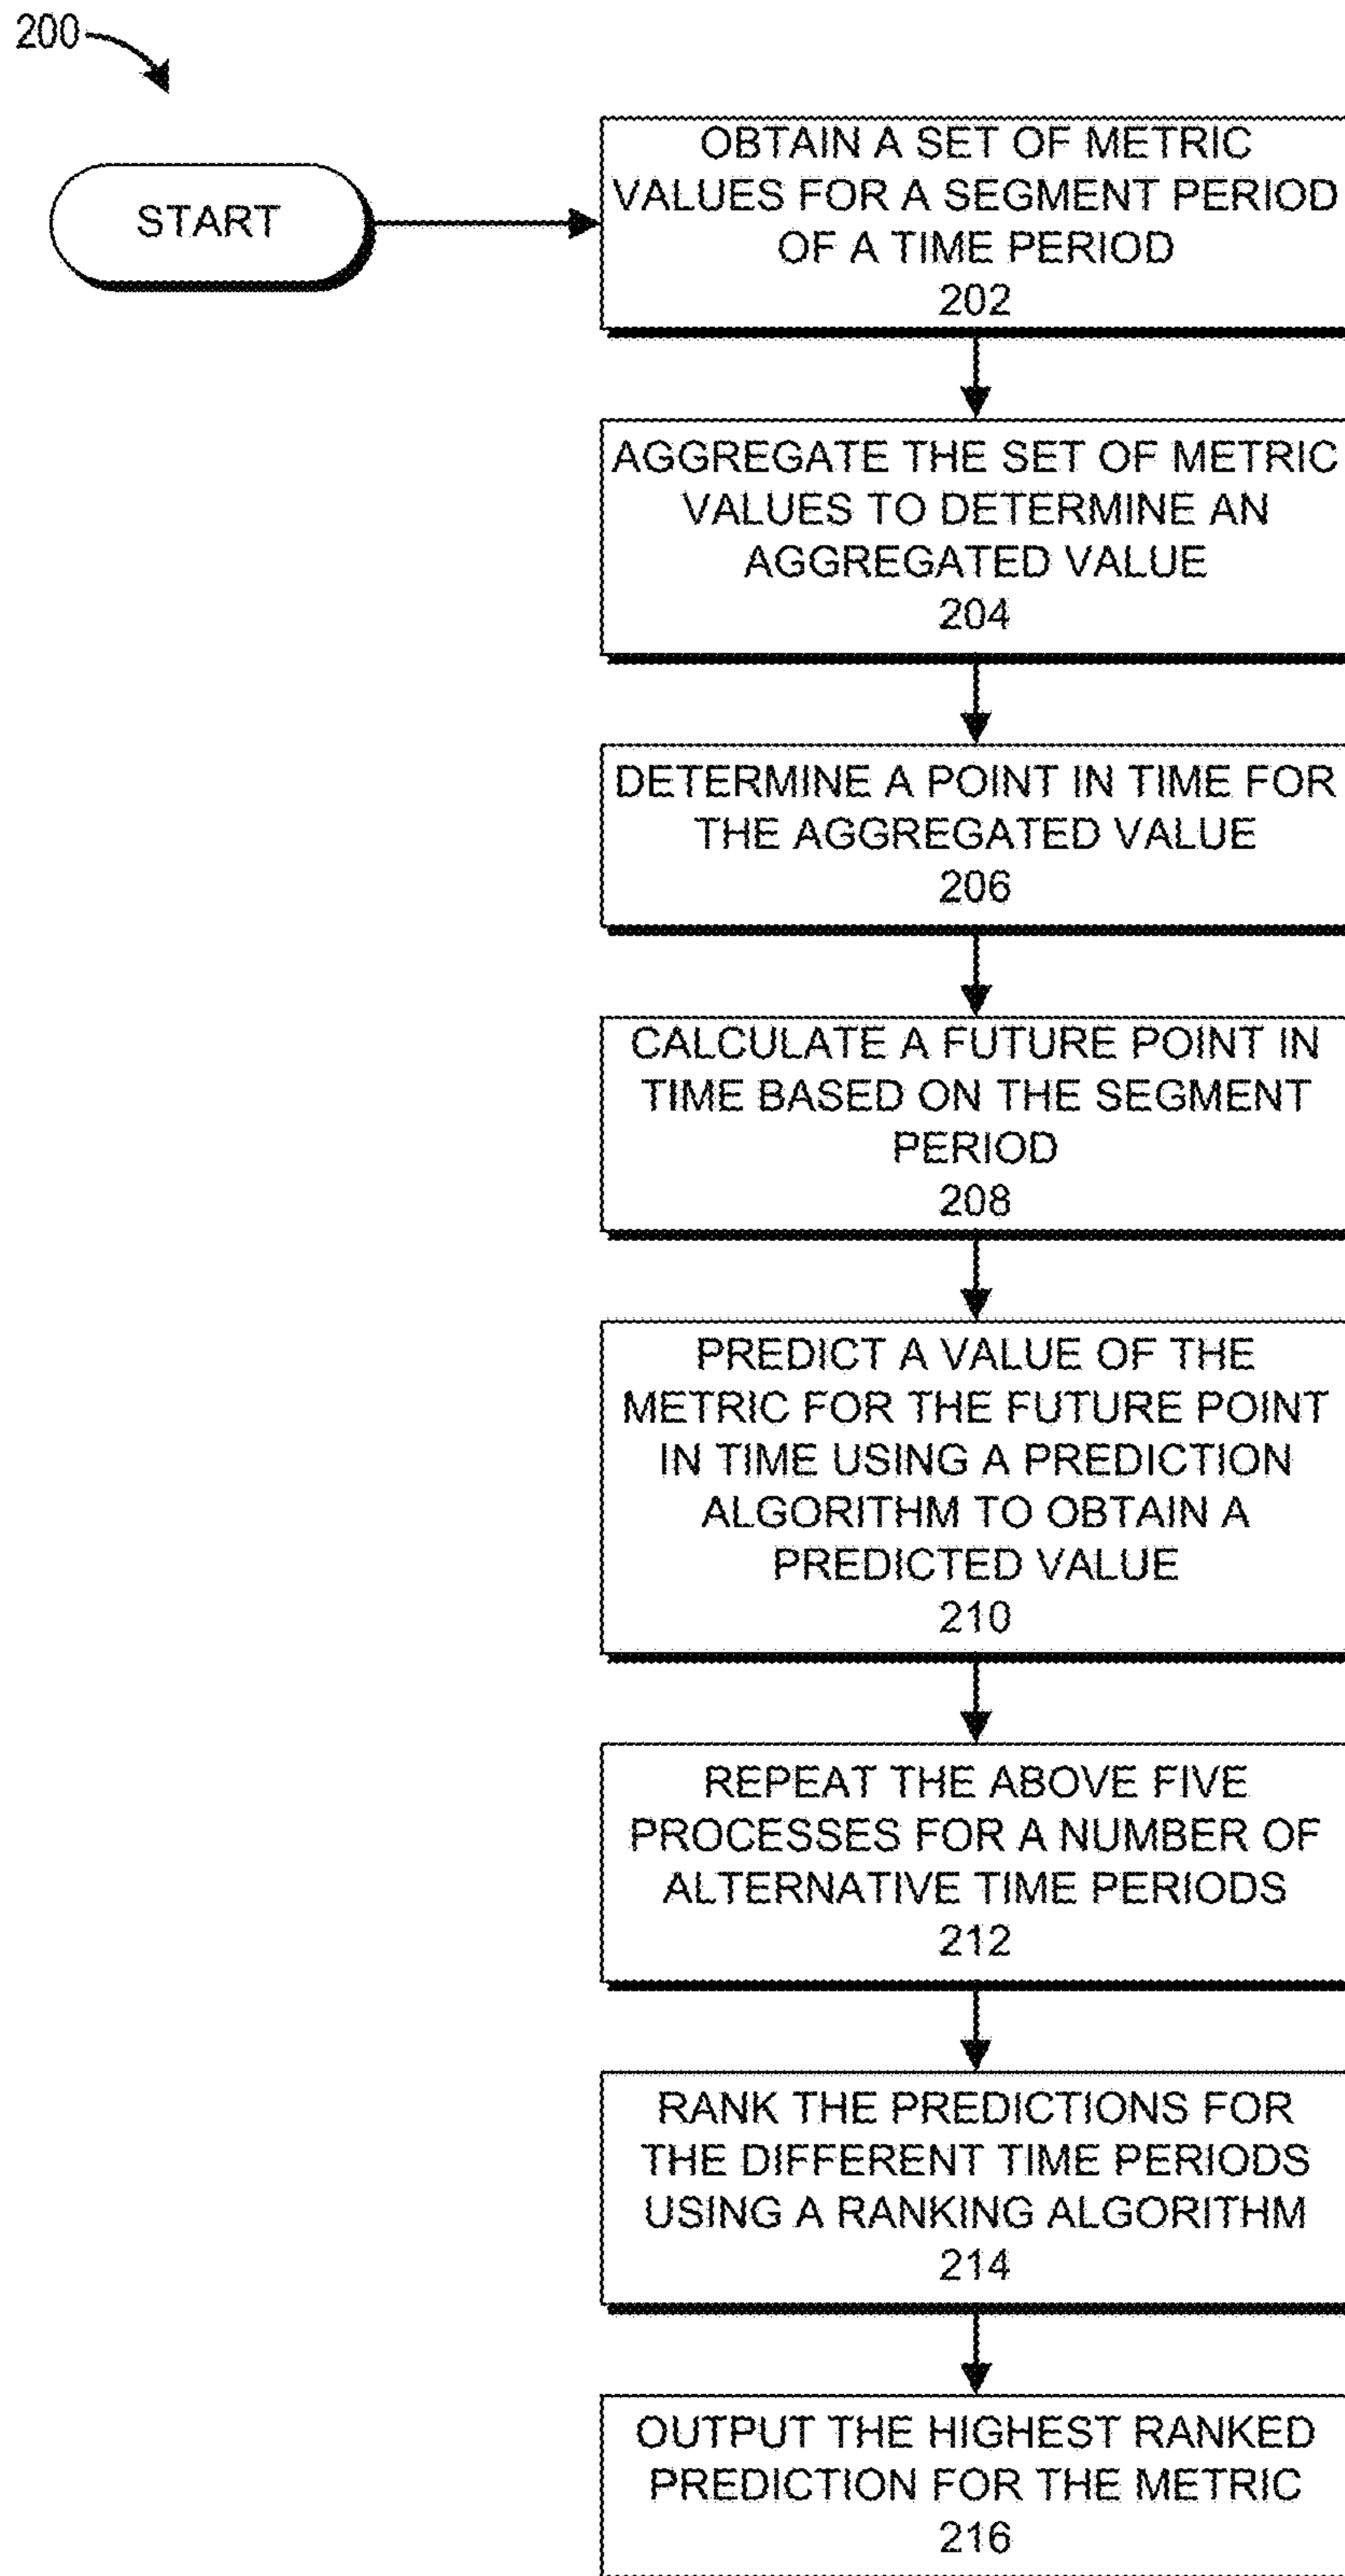 200
START
OBTAIN A SET OF METRIC
VALUES FOR A SEGMENT PERIOD
OF A TIME PERIOD
202
AGGREGATE THE SET OF METRIC
VALUES TO DETERMINE AN
AGGREGATED VALUE
204
DETERMINE A POINT IN TIME FOR
THE AGGREGATED VALUE
206
CALCULATE A FUTURE POINT IN
TIME BASED ON THE SEGMENT
PERIOD
208
PREDICT A VALUE OF THE
METRIC FOR THE FUTURE POINT
IN TIME USING A PREDICTION
ALGORITHM TO OBTAIN A
PREDICTED VALUE
210
REPEAT THE ABOVE FIVE
PROCESSES FOR A NUMBER OF
ALTERNATIVE TIME PERIODS
212
RANK THE PREDICTIONS FOR
THE DIFFERENT TIME PERIODS
USING A RANKING ALGORITHM
214
OUTPUT THE HIGHEST RANKED
PREDICTION FOR THE METRIC
216